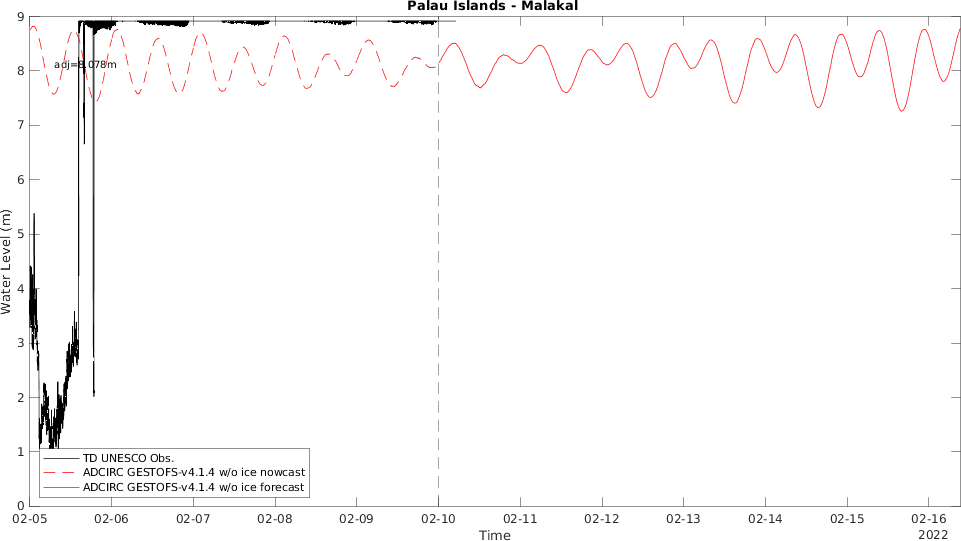 Palau Islands - Malakal
9
8
7
6
5
4
3
2
1
0
Water Level (m)
adj=8.078m
TD UNESCO Obs.
ADCIRC GESTOFS-v4.1.4 w/o ice nowcast
ADCIRC GESTOFS-v4.1.4 w/o ice forecast
02-05 02-06 02-07 02-08 02-09 02-10 02-11 02-12 02-13 02-14 02-15 02-16
Time
2022